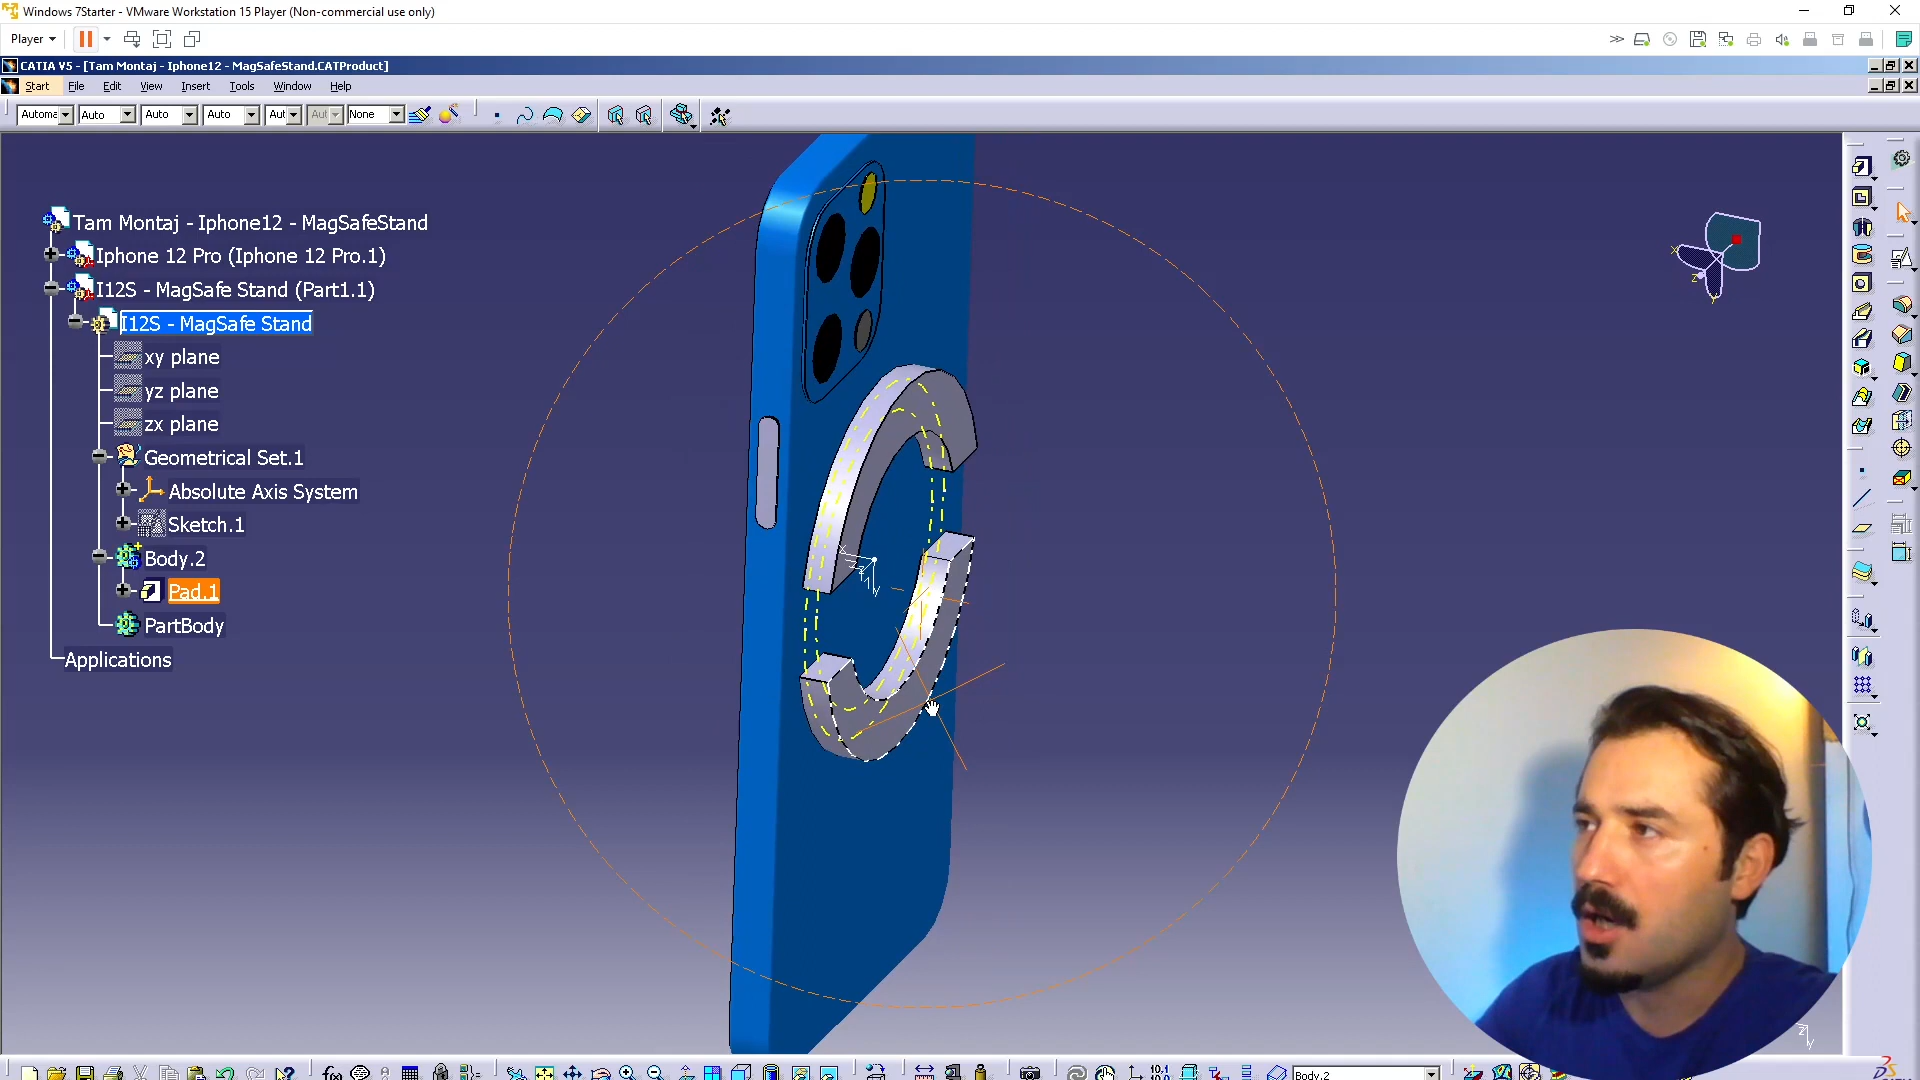 Windows 7Starter - VMware Workstation 15 Player (Non-commercial use only)
Player
CATIA V5 - [Tam Montaj - Iphone12 - MagSafeStand.CATProduct]
Start File Edit View Insert Tools Window Help
Automa Auto Auto Auto Aut Aut None
Tam Montaj - Iphone12 - MagSafeStand
Iphone 12 Pro (Iphone 12 Pro.1)
I12S - MagSafe Stand (Part1.1)
I12S - MagSafe Stand
xy plane
yz plane
zx plane
Geometrical Set.1
Absolute Axis System
Sketch.1
Body.2
Pad.1
PartBody
Applications
x
z
y
z
y
Body.2